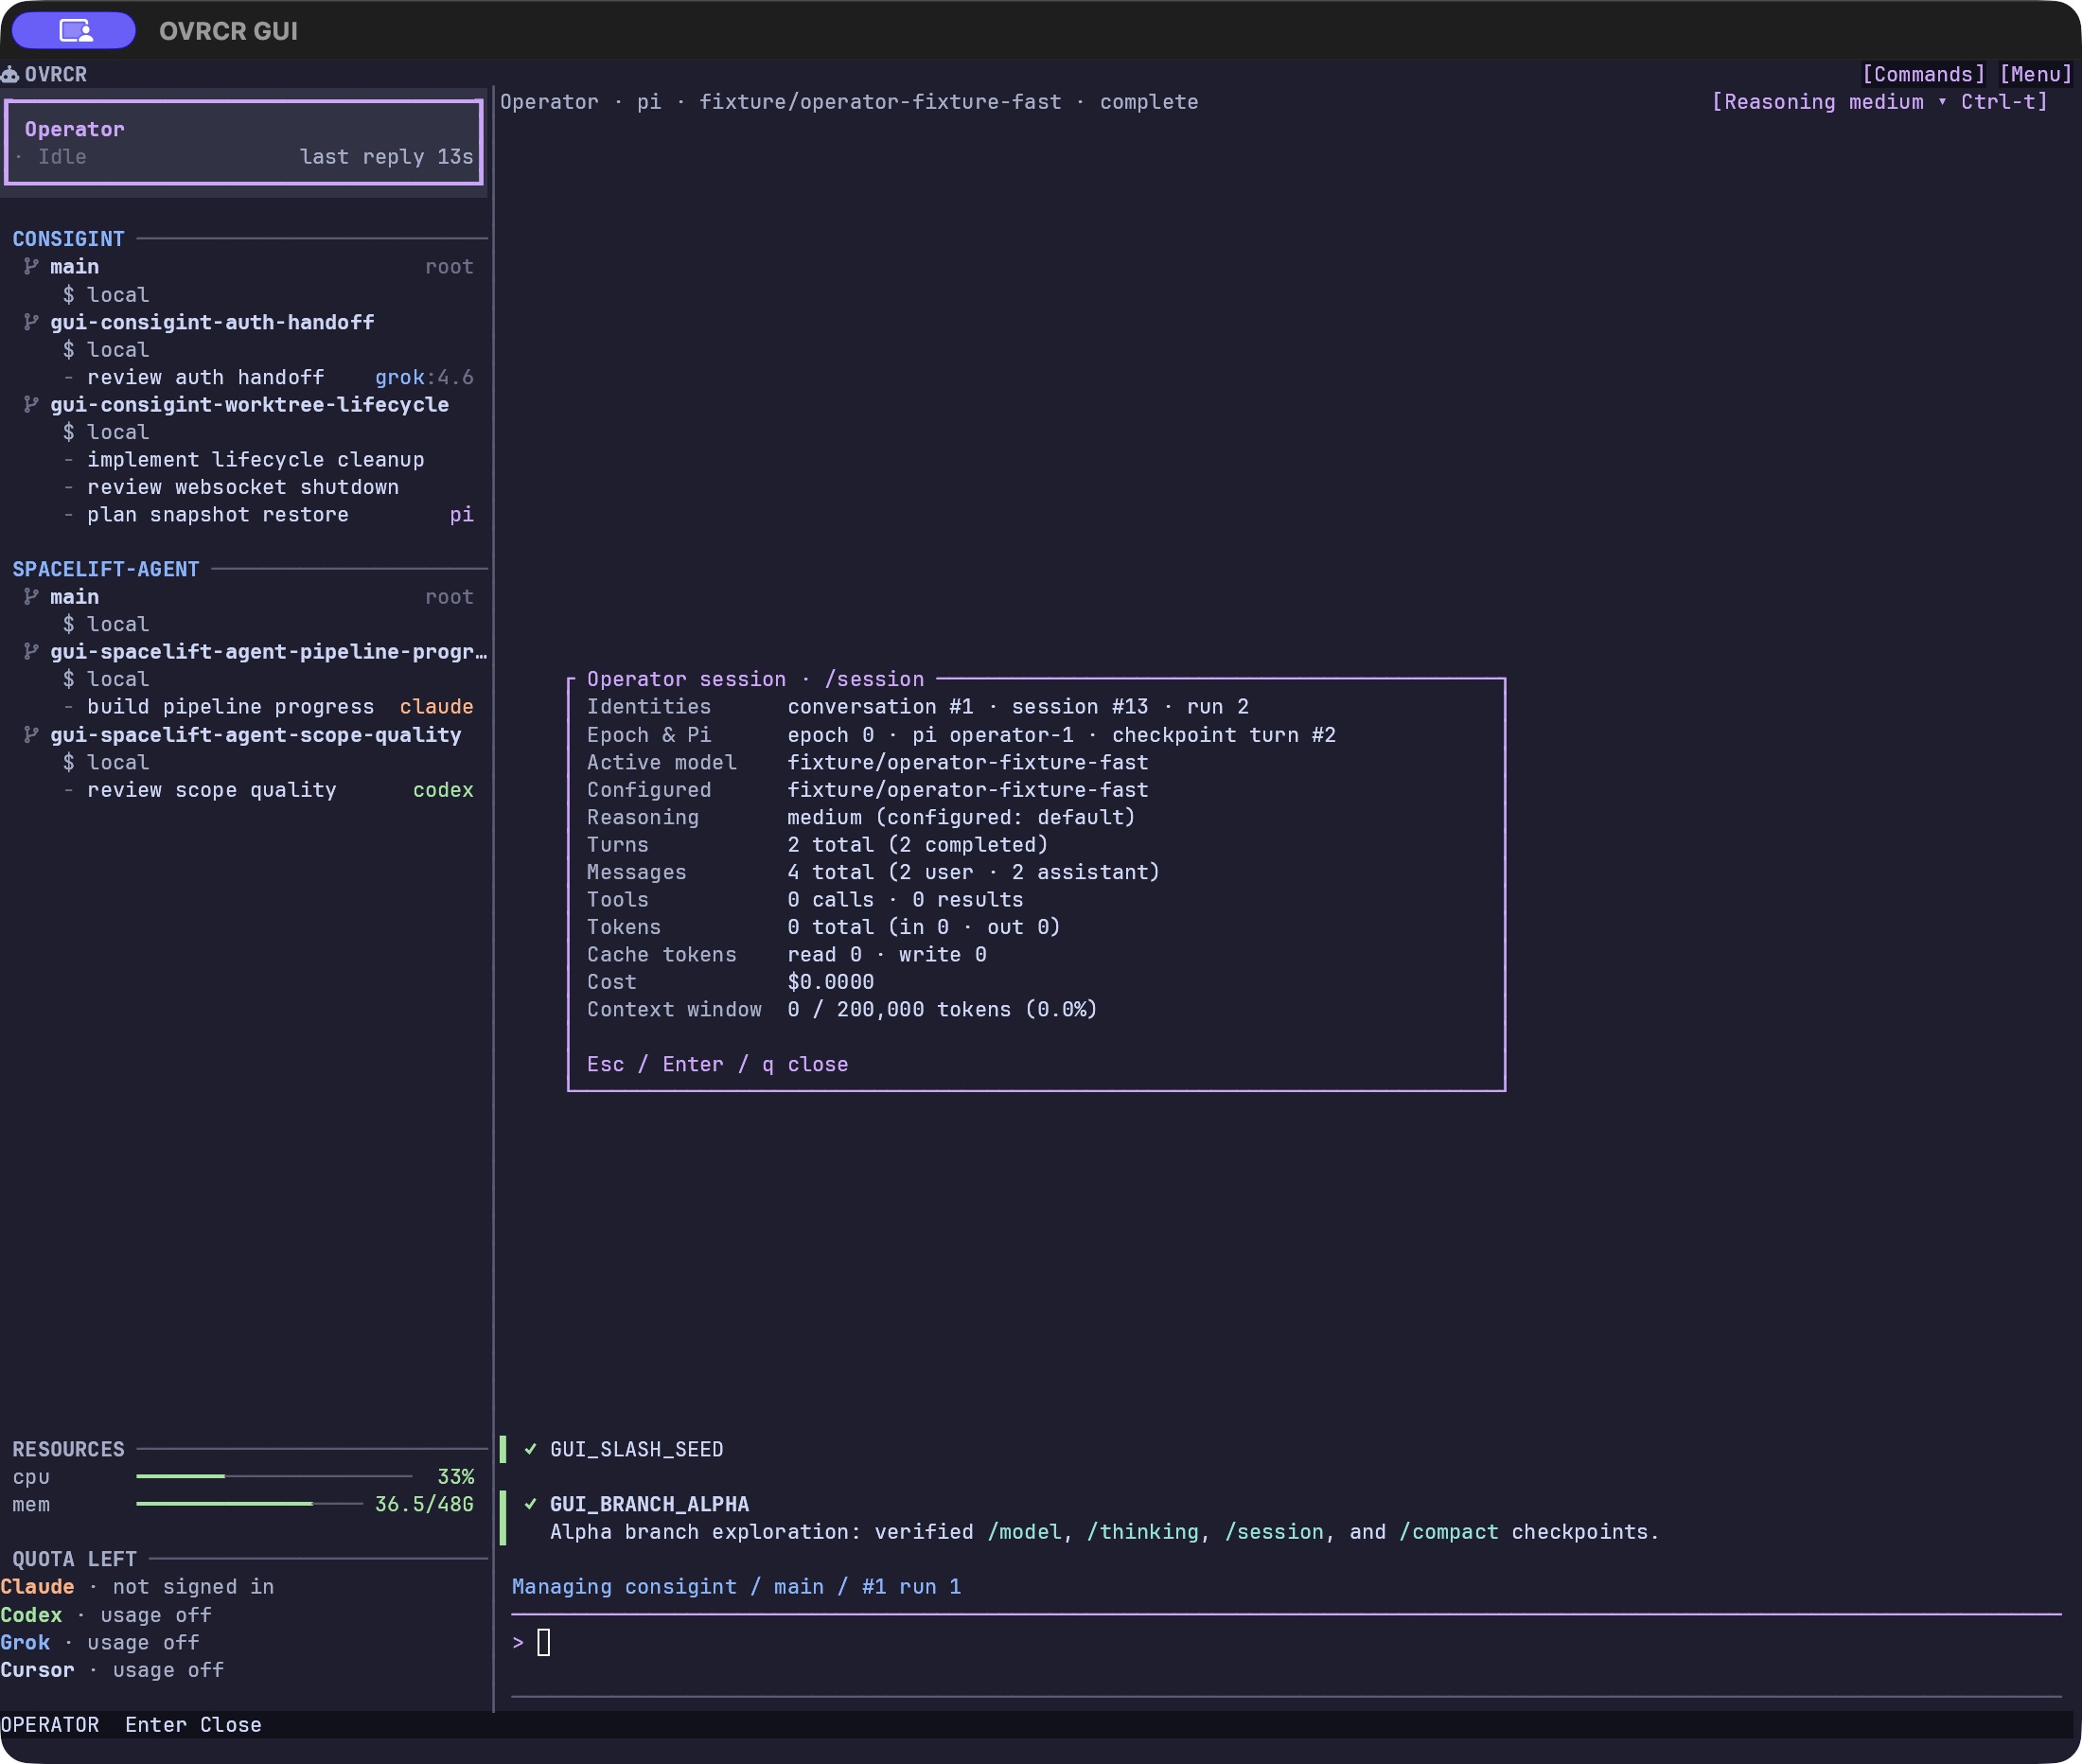 OVRCR GUI
OVRCR
[Commands] [Menu]
Operator
· Idle last reply 13s
CONSIGINT
main root
$ local
gui-consigint-auth-handoff
$ local
- review auth handoff grok:4.6
gui-consigint-worktree-lifecycle
$ local
- implement lifecycle cleanup
- review websocket shutdown
- plan snapshot restore pi
SPACELIFT-AGENT
main root
$ local
gui-spacelift-agent-pipeline-progr…
$ local
- build pipeline progress claude
gui-spacelift-agent-scope-quality
$ local
- review scope quality codex
RESOURCES
cpu 33%
mem 36.5/48G
QUOTA LEFT
Claude · not signed in
Codex · usage off
Grok · usage off
Cursor · usage off
Operator · pi · fixture/operator-fixture-fast · complete [Reasoning medium ▾ Ctrl-t]
Operator session · /session
Identities conversation #1 · session #13 · run 2
Epoch & Pi epoch 0 · pi operator-1 · checkpoint turn #2
Active model fixture/operator-fixture-fast
Configured fixture/operator-fixture-fast
Reasoning medium (configured: default)
Turns 2 total (2 completed)
Messages 4 total (2 user · 2 assistant)
Tools 0 calls · 0 results
Tokens 0 total (in 0 · out 0)
Cache tokens read 0 · write 0
Cost $0.0000
Context window 0 / 200,000 tokens (0.0%)
Esc / Enter / q close
✓ GUI_SLASH_SEED
✓ GUI_BRANCH_ALPHA
Alpha branch exploration: verified /model, /thinking, /session, and /compact checkpoints.
Managing consigint / main / #1 run 1
>
OPERATOR Enter Close